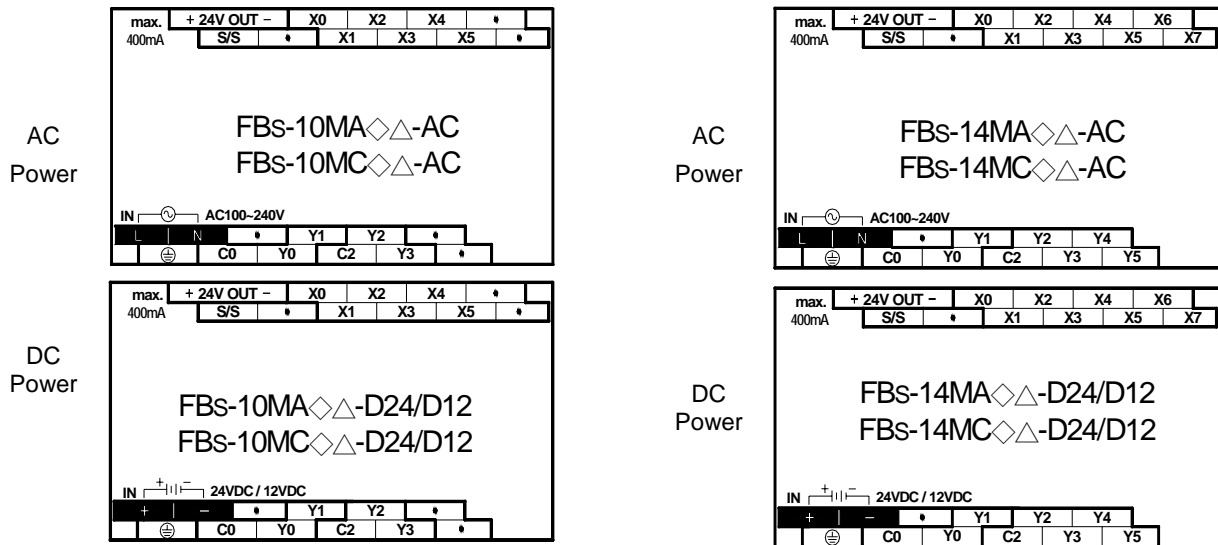 max. + 24V OUT − X0 X2 X4 •
400mA S/S • X1 X3 X5 •
AC
Power
FBs-10MA◇△-AC
FBs-10MC◇△-AC
IN AC100~240V
L N • Y1 Y2 •
C0 Y0 C2 Y3 •
max. + 24V OUT − X0 X2 X4 X6
400mA S/S • X1 X3 X5 X7
AC
Power
FBs-14MA◇△-AC
FBs-14MC◇△-AC
IN AC100~240V
L N • Y1 Y2 Y4
C0 Y0 C2 Y3 Y5
max. + 24V OUT − X0 X2 X4 •
400mA S/S • X1 X3 X5 •
DC
Power
FBs-10MA◇△-D24/D12
FBs-10MC◇△-D24/D12
IN + − 24VDC / 12VDC
+ − • Y1 Y2 •
C0 Y0 C2 Y3 •
max. + 24V OUT − X0 X2 X4 X6
400mA S/S • X1 X3 X5 X7
DC
Power
FBs-14MA◇△-D24/D12
FBs-14MC◇△-D24/D12
IN + − 24VDC / 12VDC
+ − • Y1 Y2 Y4
C0 Y0 C2 Y3 Y5